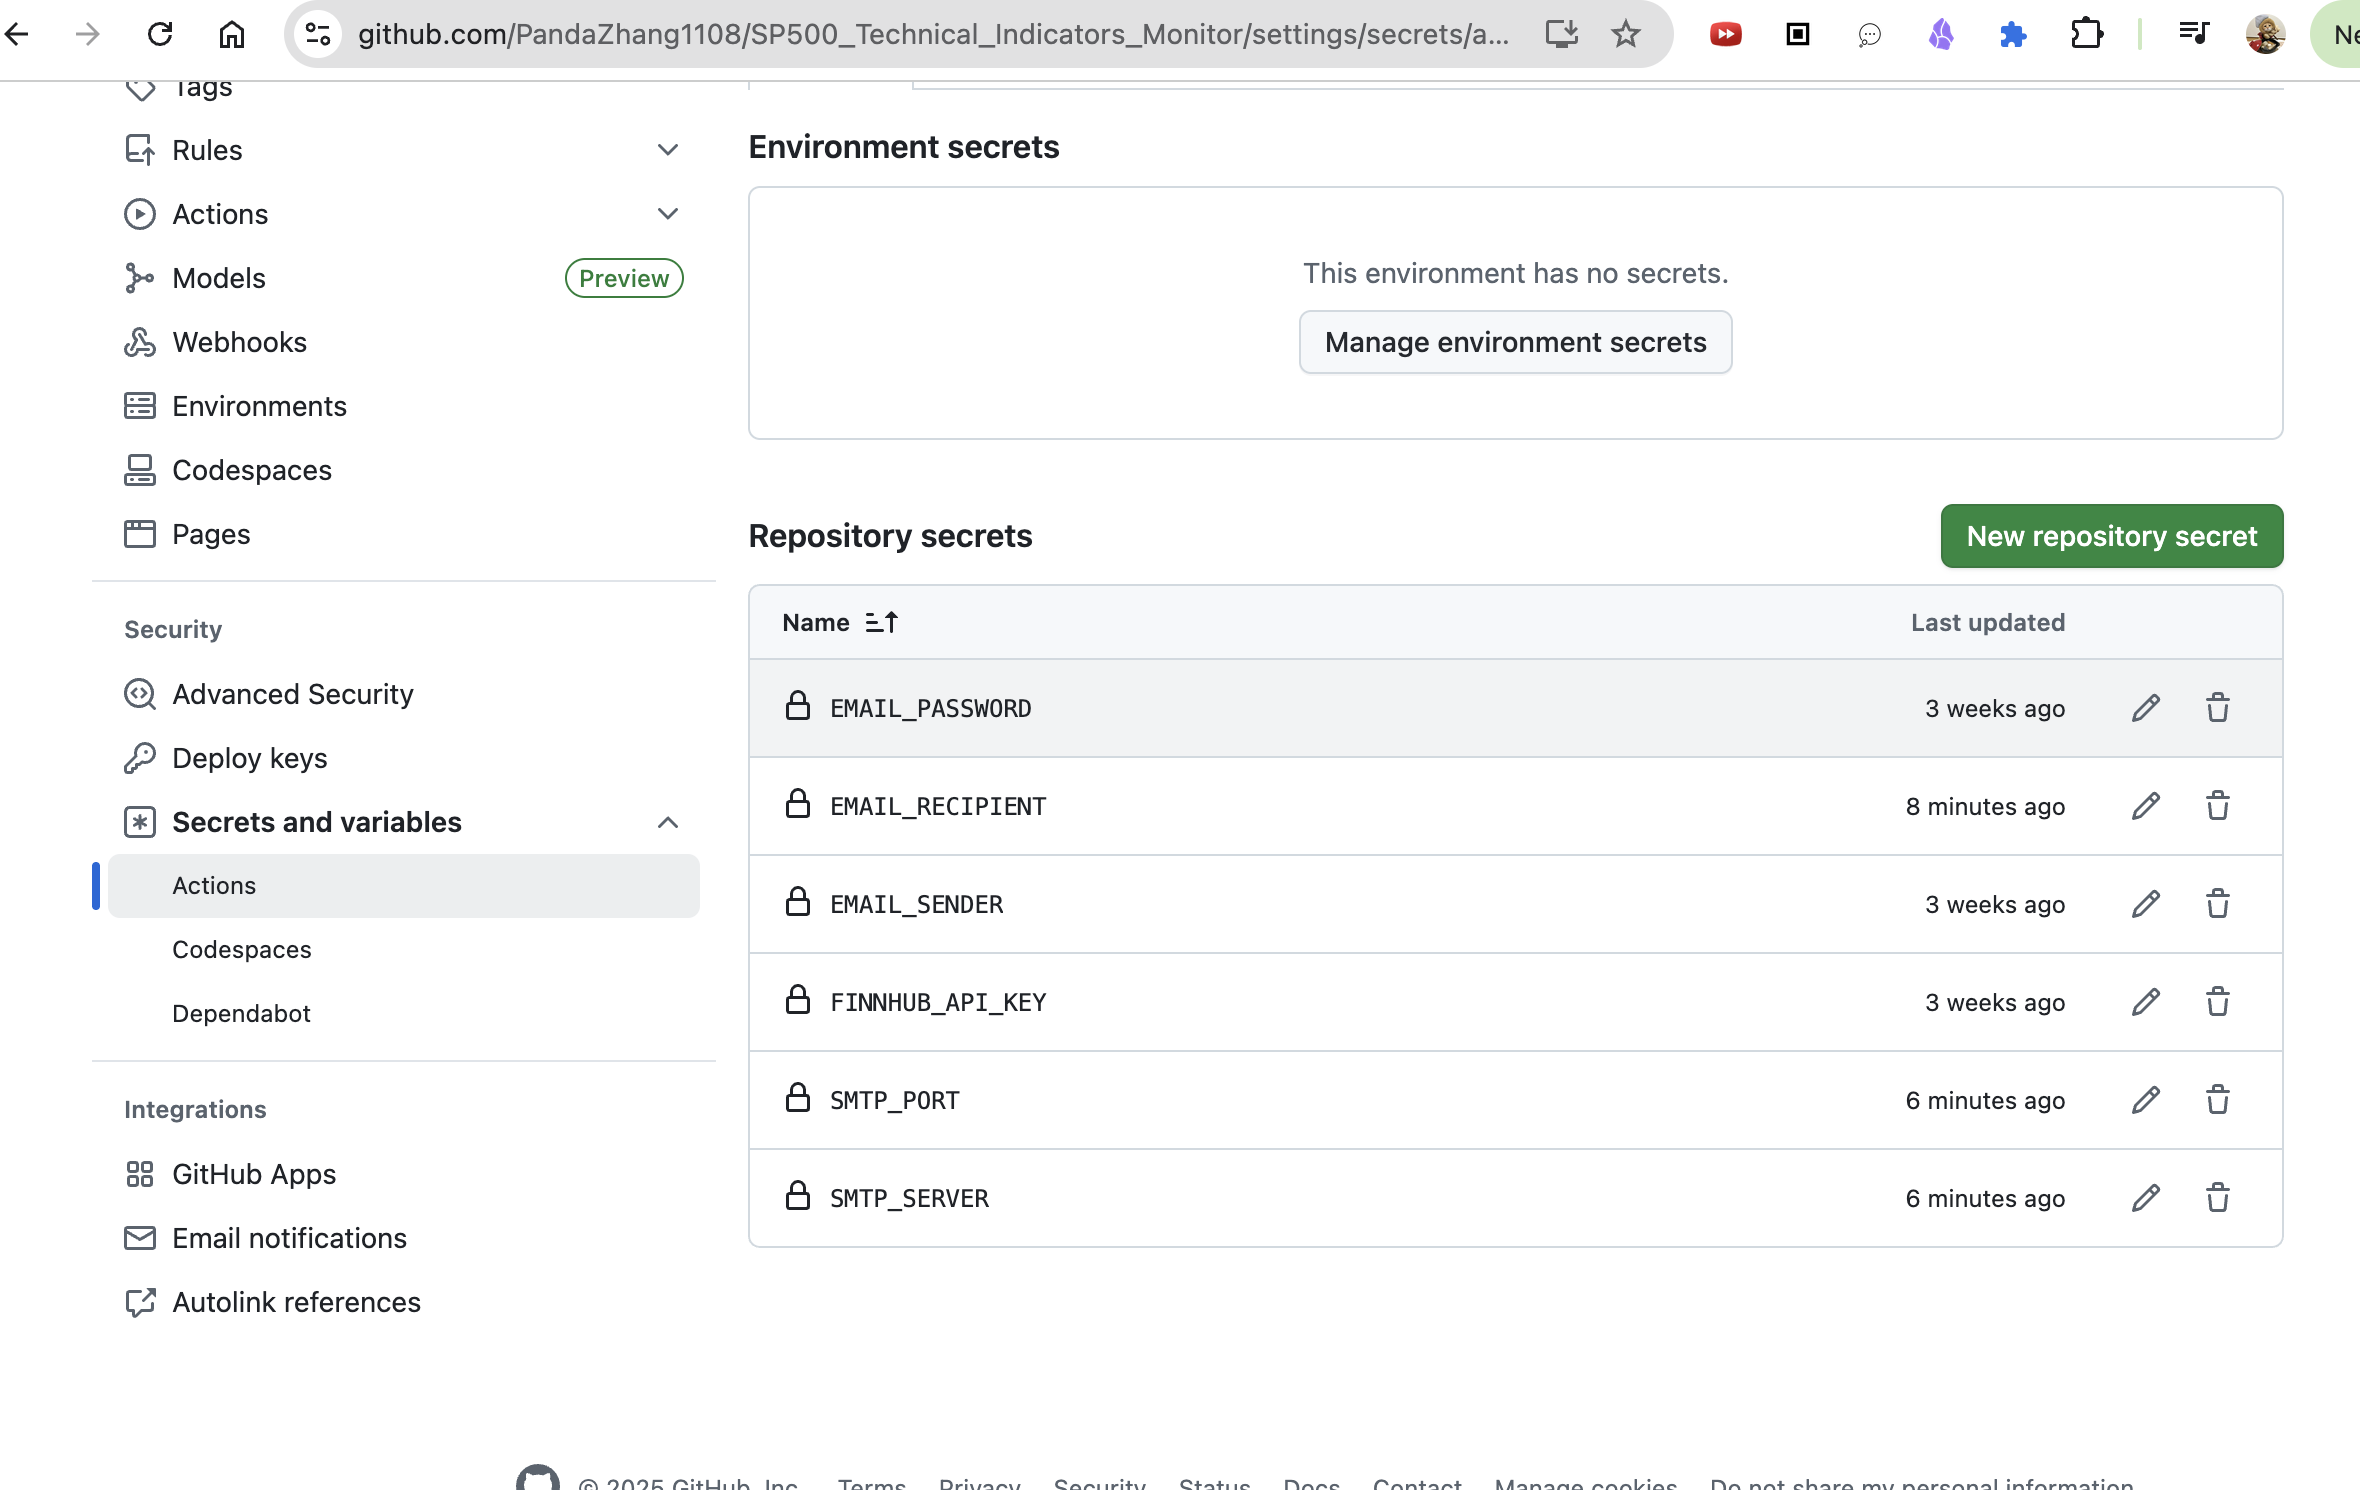 github.com/PandaZhang1108/SP500_Technical_Indicators_Monitor/settings/secrets/a...
Ne
Tags
Rules
Actions
Models
Preview
Webhooks
Environments
Codespaces
Pages
Security
Advanced Security
Deploy keys
Secrets and variables
Actions
Codespaces
Dependabot
Integrations
GitHub Apps
Email notifications
Autolink references
Environment secrets
This environment has no secrets.
Manage environment secrets
Repository secrets
New repository secret
Name Last updated
EMAIL_PASSWORD 3 weeks ago
EMAIL_RECIPIENT 8 minutes ago
EMAIL_SENDER 3 weeks ago
FINNHUB_API_KEY 3 weeks ago
SMTP_PORT 6 minutes ago
SMTP_SERVER 6 minutes ago
© 2025 GitHub, Inc. Terms Privacy Security Status Docs Contact Manage cookies Do not share my personal information